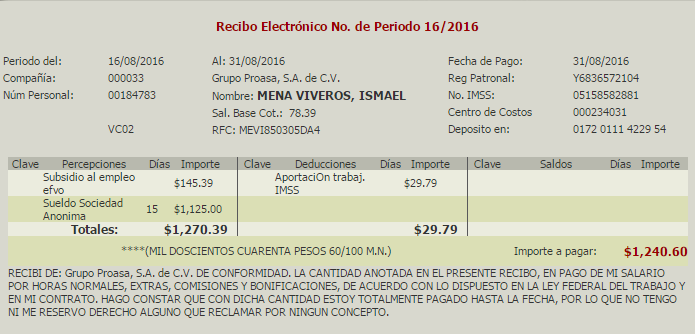 Recibo Electrónico No. de Periodo 16/2016
Periodo del: 16/08/2016 Al: 31/08/2016 Fecha de Pago: 31/08/2016
Compañía: 000033 Grupo Proasa, S.A. de C.V. Reg Patronal: Y6836572104
Núm Personal: 00184783 Nombre: MENA VIVEROS, ISMAEL No. IMSS: 05158582881
Sal. Base Cot.: 78.39 Centro de Costos 000234031
VC02 RFC: MEVI850305DA4 Deposito en: 0172 0111 4229 54
Clave Percepciones Días Importe Clave Deducciones Días Importe Clave Saldos Días Importe
Subsidio al empleo efvo $145.39 AportaciOn trabaj. IMSS $29.79
Sueldo Sociedad Anonima 15 $1,125.00
Totales: $1,270.39 $29.79
****(MIL DOSCIENTOS CUARENTA PESOS 60/100 M.N.) Importe a pagar: $1,240.60
RECIBI DE: Grupo Proasa, S.A. de C.V. DE CONFORMIDAD. LA CANTIDAD ANOTADA EN EL PRESENTE RECIBO, EN PAGO DE MI SALARIO
POR HORAS NORMALES, EXTRAS, COMISIONES Y BONIFICACIONES, DE ACUERDO CON LO DISPUESTO EN LA LEY FEDERAL DEL TRABAJO Y
EN MI CONTRATO. HAGO CONSTAR QUE CON DICHA CANTIDAD ESTOY TOTALMENTE PAGADO HASTA LA FECHA, POR LO QUE NO TENGO
NI ME RESERVO DERECHO ALGUNO QUE RECLAMAR POR NINGUN CONCEPTO.